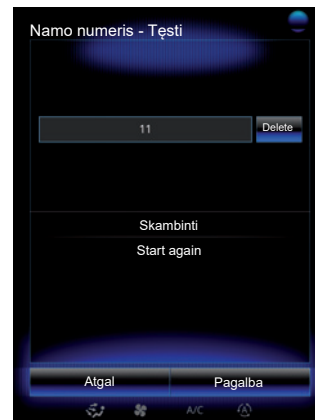 Namo numeris - Tęsti
11
Delete
Skambinti
Start again
Atgal
Pagalba
A/C
A